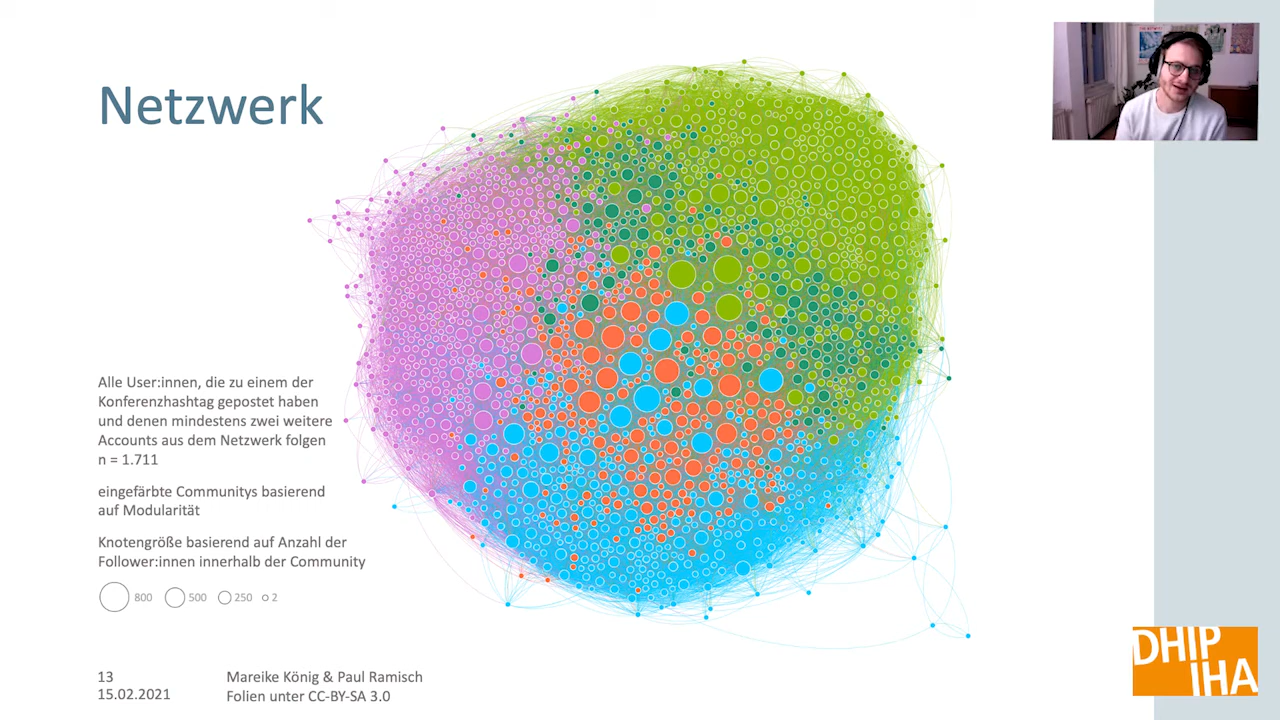 Netzwerk
Alle User:innen, die zu einem der
Konferenzhashtag gepostet haben
und denen mindestens zwei weitere
Accounts aus dem Netzwerk folgen
n = 1.711
eingefärbte Communitys basierend
auf Modularität
Knotengröße basierend auf Anzahl der
Follower:innen innerhalb der Community
800 500 250 2
13
15.02.2021
Mareike König & Paul Ramisch
Folien unter CC-BY-SA 3.0
DHIP
IHA